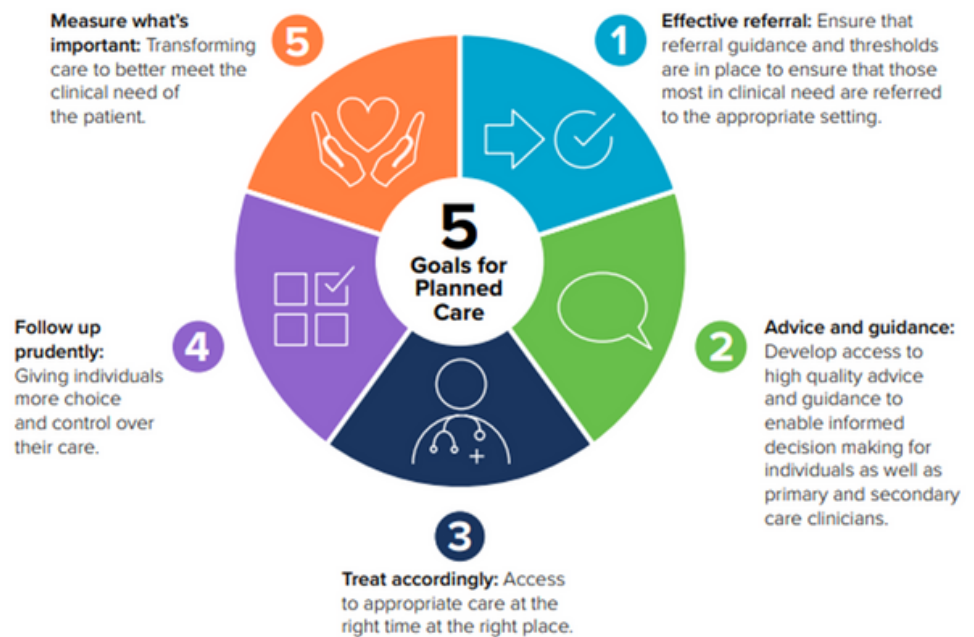 5
Goals for
Planned
Care
1
Effective referral: Ensure that
referral guidance and thresholds
are in place to ensure that those
most in clinical need are referred
to the appropriate setting.
2
Advice and guidance:
Develop access to
high quality advice
and guidance to
enable informed
decision making for
individuals as well as
primary and secondary
care clinicians.
3
Treat accordingly: Access
to appropriate care at the
right time at the right place.
4
Follow up
prudently:
Giving individuals
more choice
and control over
their care.
5
Measure what's
important: Transforming
care to better meet the
clinical need of
the patient.